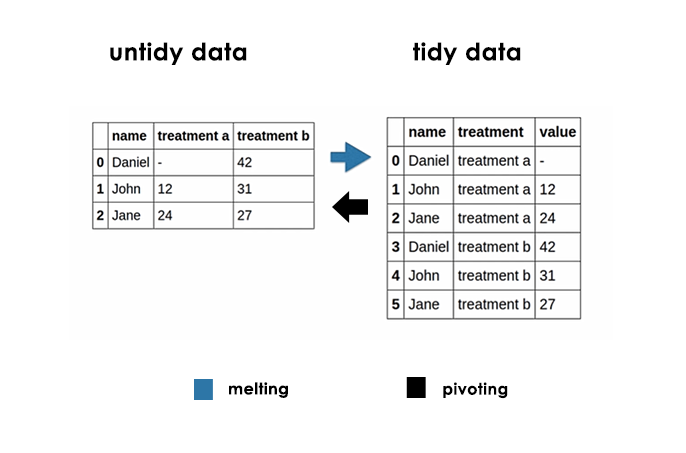 untidy data
tidy data
name treatment a treatment b
0 Daniel - 42
1 John 12 31
2 Jane 24 27
name treatment value
0 Daniel treatment a -
1 John treatment a 12
2 Jane treatment a 24
3 Daniel treatment b 42
4 John treatment b 31
5 Jane treatment b 27
melting
pivoting